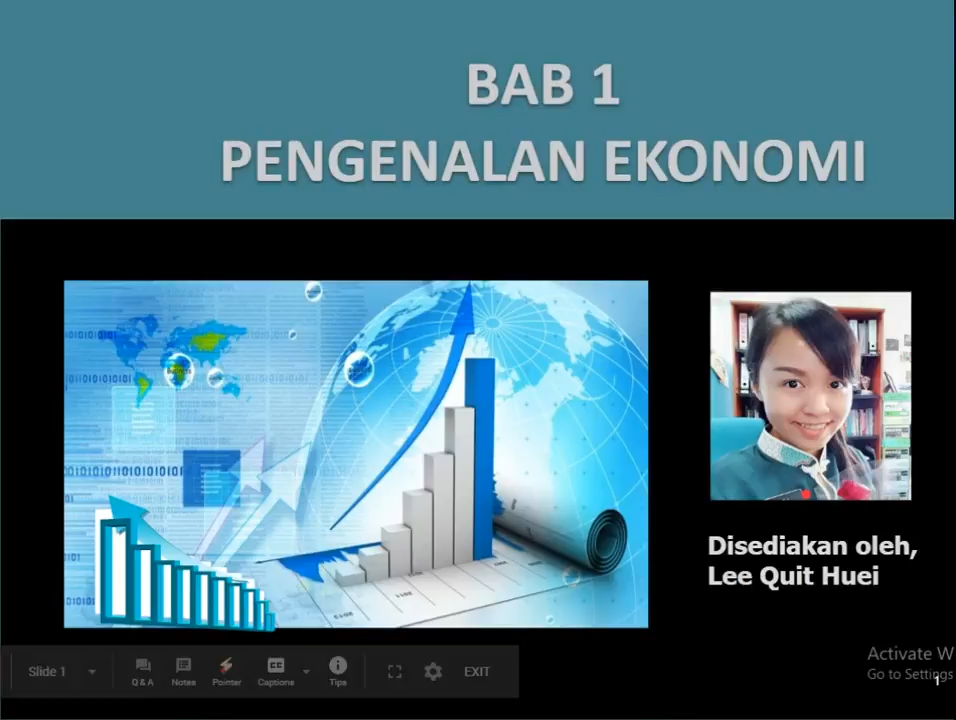 BAB 1
PENGENALAN EKONOMI
Disediakan oleh,
Lee Quit Huei
Slide 1
Q & A
Notes
Pointer
Captions
Tips
EXIT
Activate W
Go to Settings
1